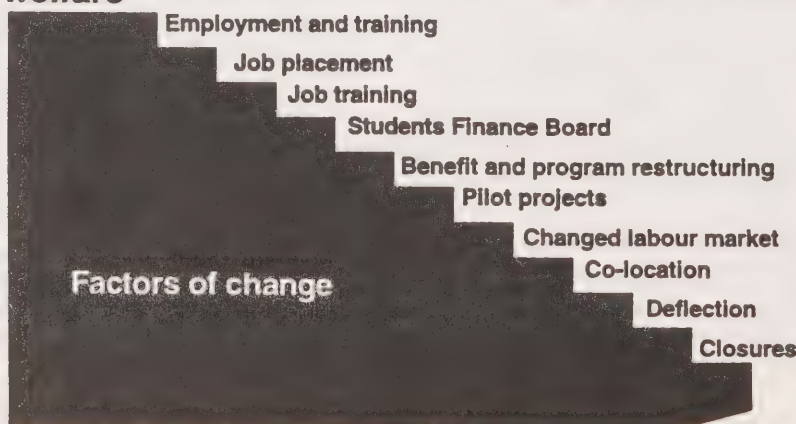 Employment and training
Job placement
Job training
Students Finance Board
Benefit and program restructuring
Pilot projects
Changed labour market
Co-location
Factors of change
Deflection
Closures